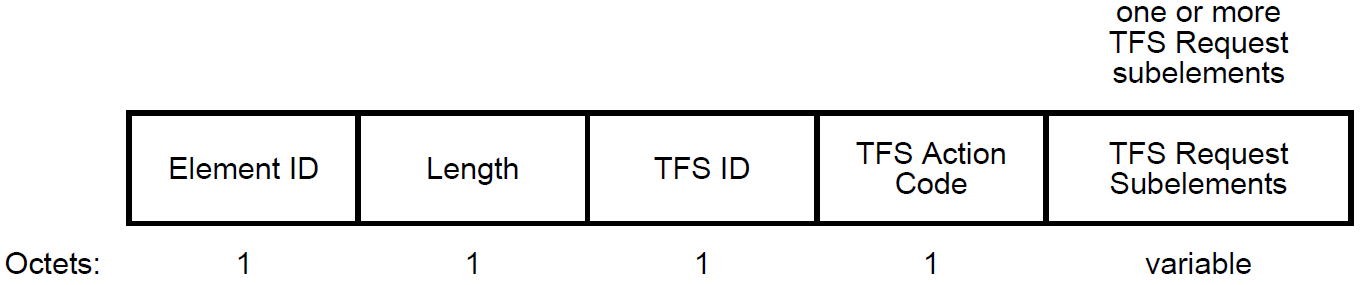 one or more
TFS Request
subelements
Element ID
Length
TFS ID
TFS Action
Code
TFS Request
Subelements
Octets: 1 1 1 1 variable